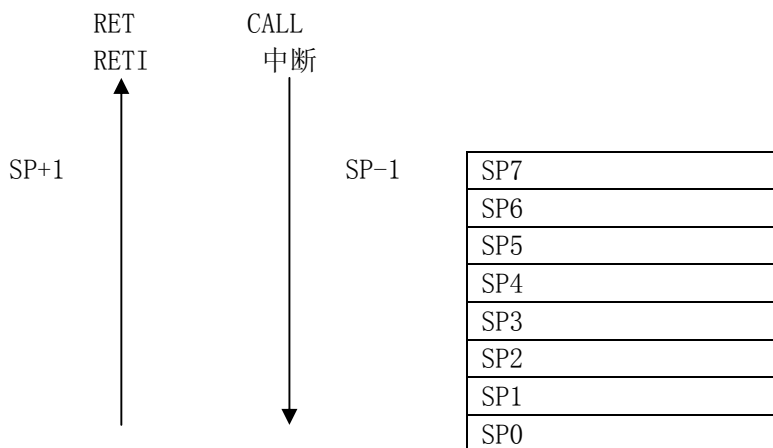 RET CALL
RETI 中断
SP+1 SP-1 SP7
SP6
SP5
SP4
SP3
SP2
SP1
SP0